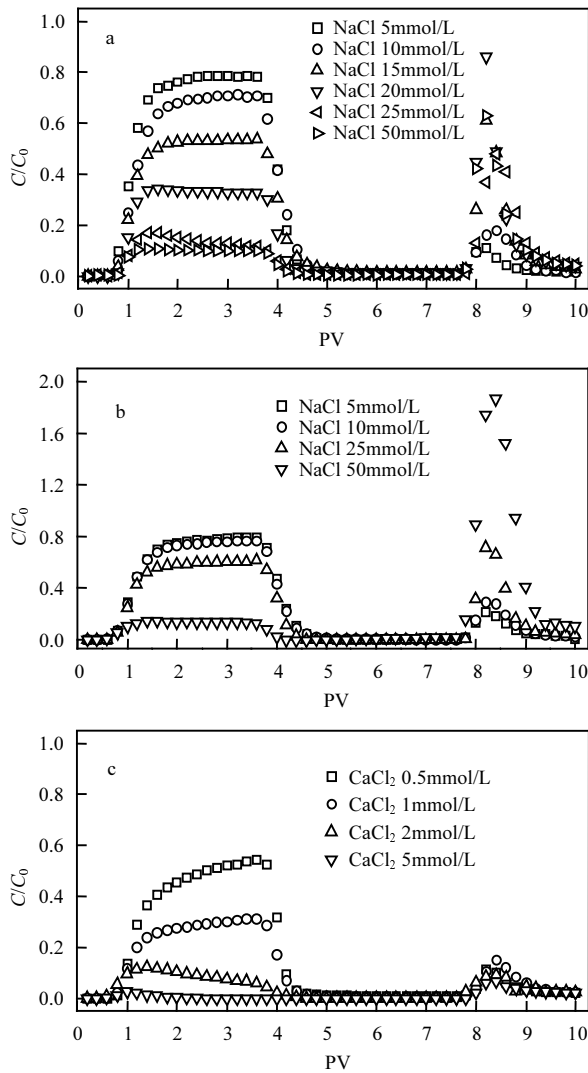 a
NaCl 5mmol/L
NaCl 10mmol/L
NaCl 15mmol/L
NaCl 20mmol/L
NaCl 25mmol/L
NaCl 50mmol/L
1.0
0.8
0.6
0.4
0.2
0.0
C/C0
0 1 2 3 4 5 6 7 8 9 10
PV
b
NaCl 5mmol/L
NaCl 10mmol/L
NaCl 25mmol/L
NaCl 50mmol/L
2.0
1.6
1.2
0.8
0.4
0.0
C/C0
0 1 2 3 4 5 6 7 8 9 10
PV
c
CaCl2 0.5mmol/L
CaCl2 1mmol/L
CaCl2 2mmol/L
CaCl2 5mmol/L
1.0
0.8
0.6
0.4
0.2
0.0
C/C0
0 1 2 3 4 5 6 7 8 9 10
PV